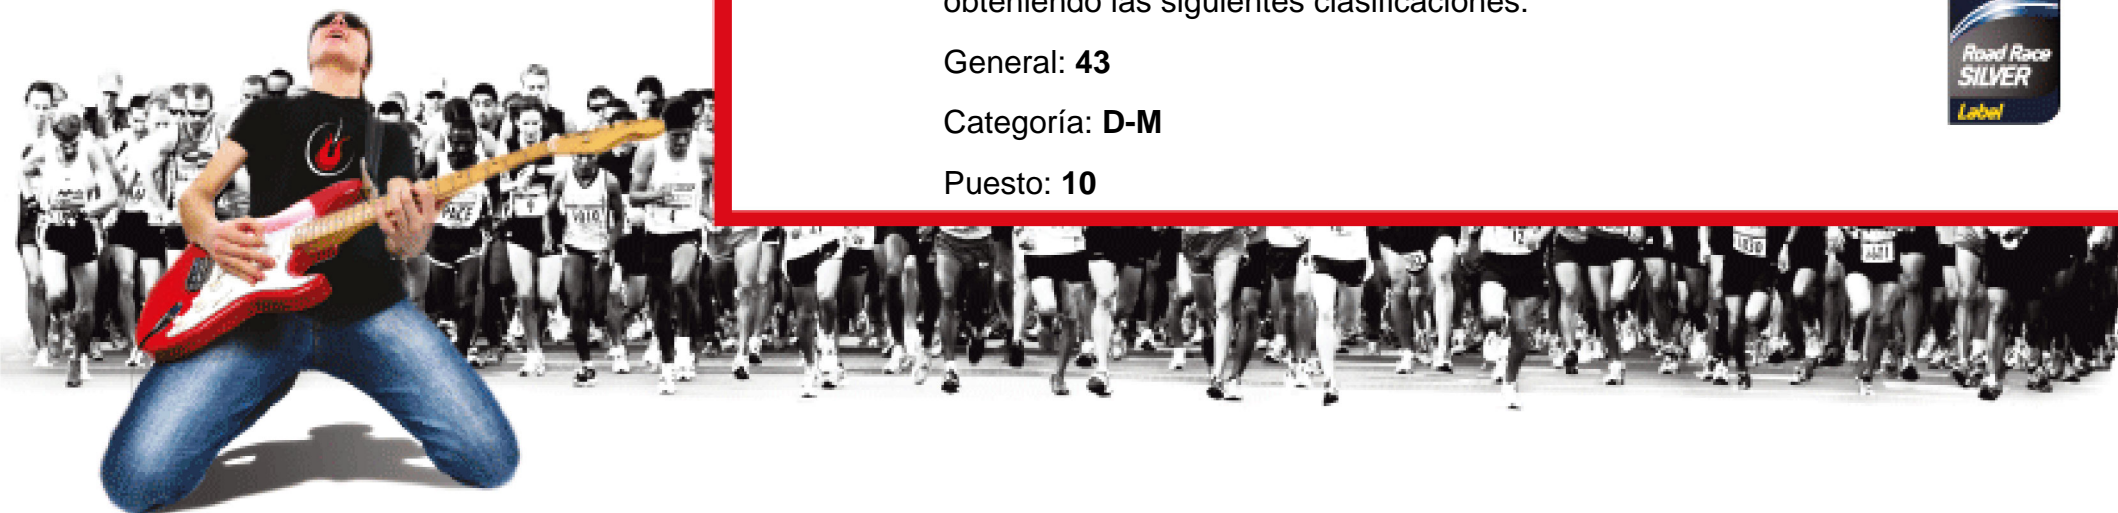 obteniendo las siguientes clasificaciones:
General: 43
Categoría: D-M
Puesto: 10
Road Race
SILVER
Label
PACE